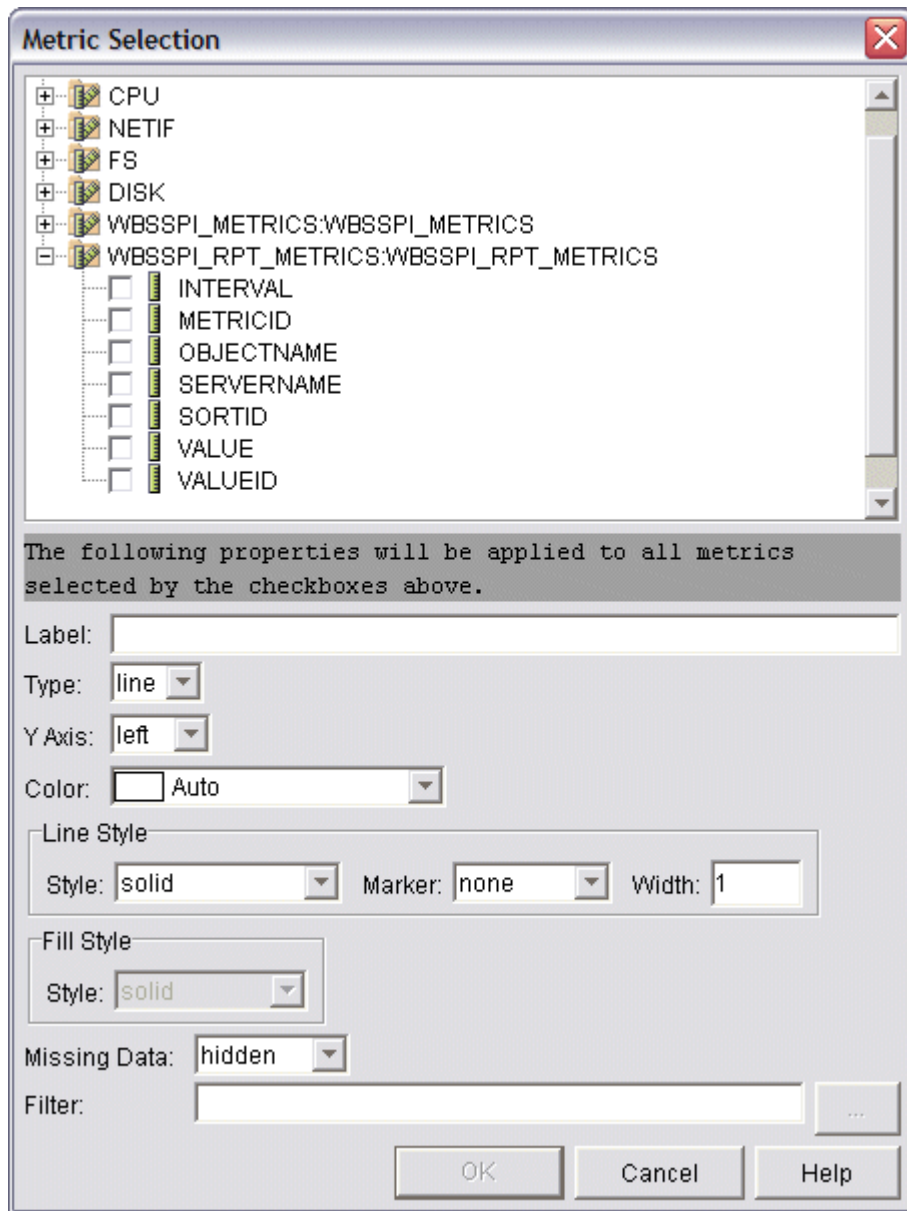 Metric Selection
CPU
NETIF
FS
DISK
WBSSPI_METRICS:WBSSPI_METRICS
WBSSPI_RPT_METRICS:WBSSPI_RPT_METRICS
INTERVAL
METRICID
OBJECTNAME
SERVERNAME
SORTID
VALUE
VALUEID
The following properties will be applied to all metrics
selected by the checkboxes above.
Label:
Type: line
Y Axis: left
Color: Auto
Line Style
Style: solid Marker: none Width: 1
Fill Style
Style: solid
Missing Data: hidden
Filter: ...
OK Cancel Help